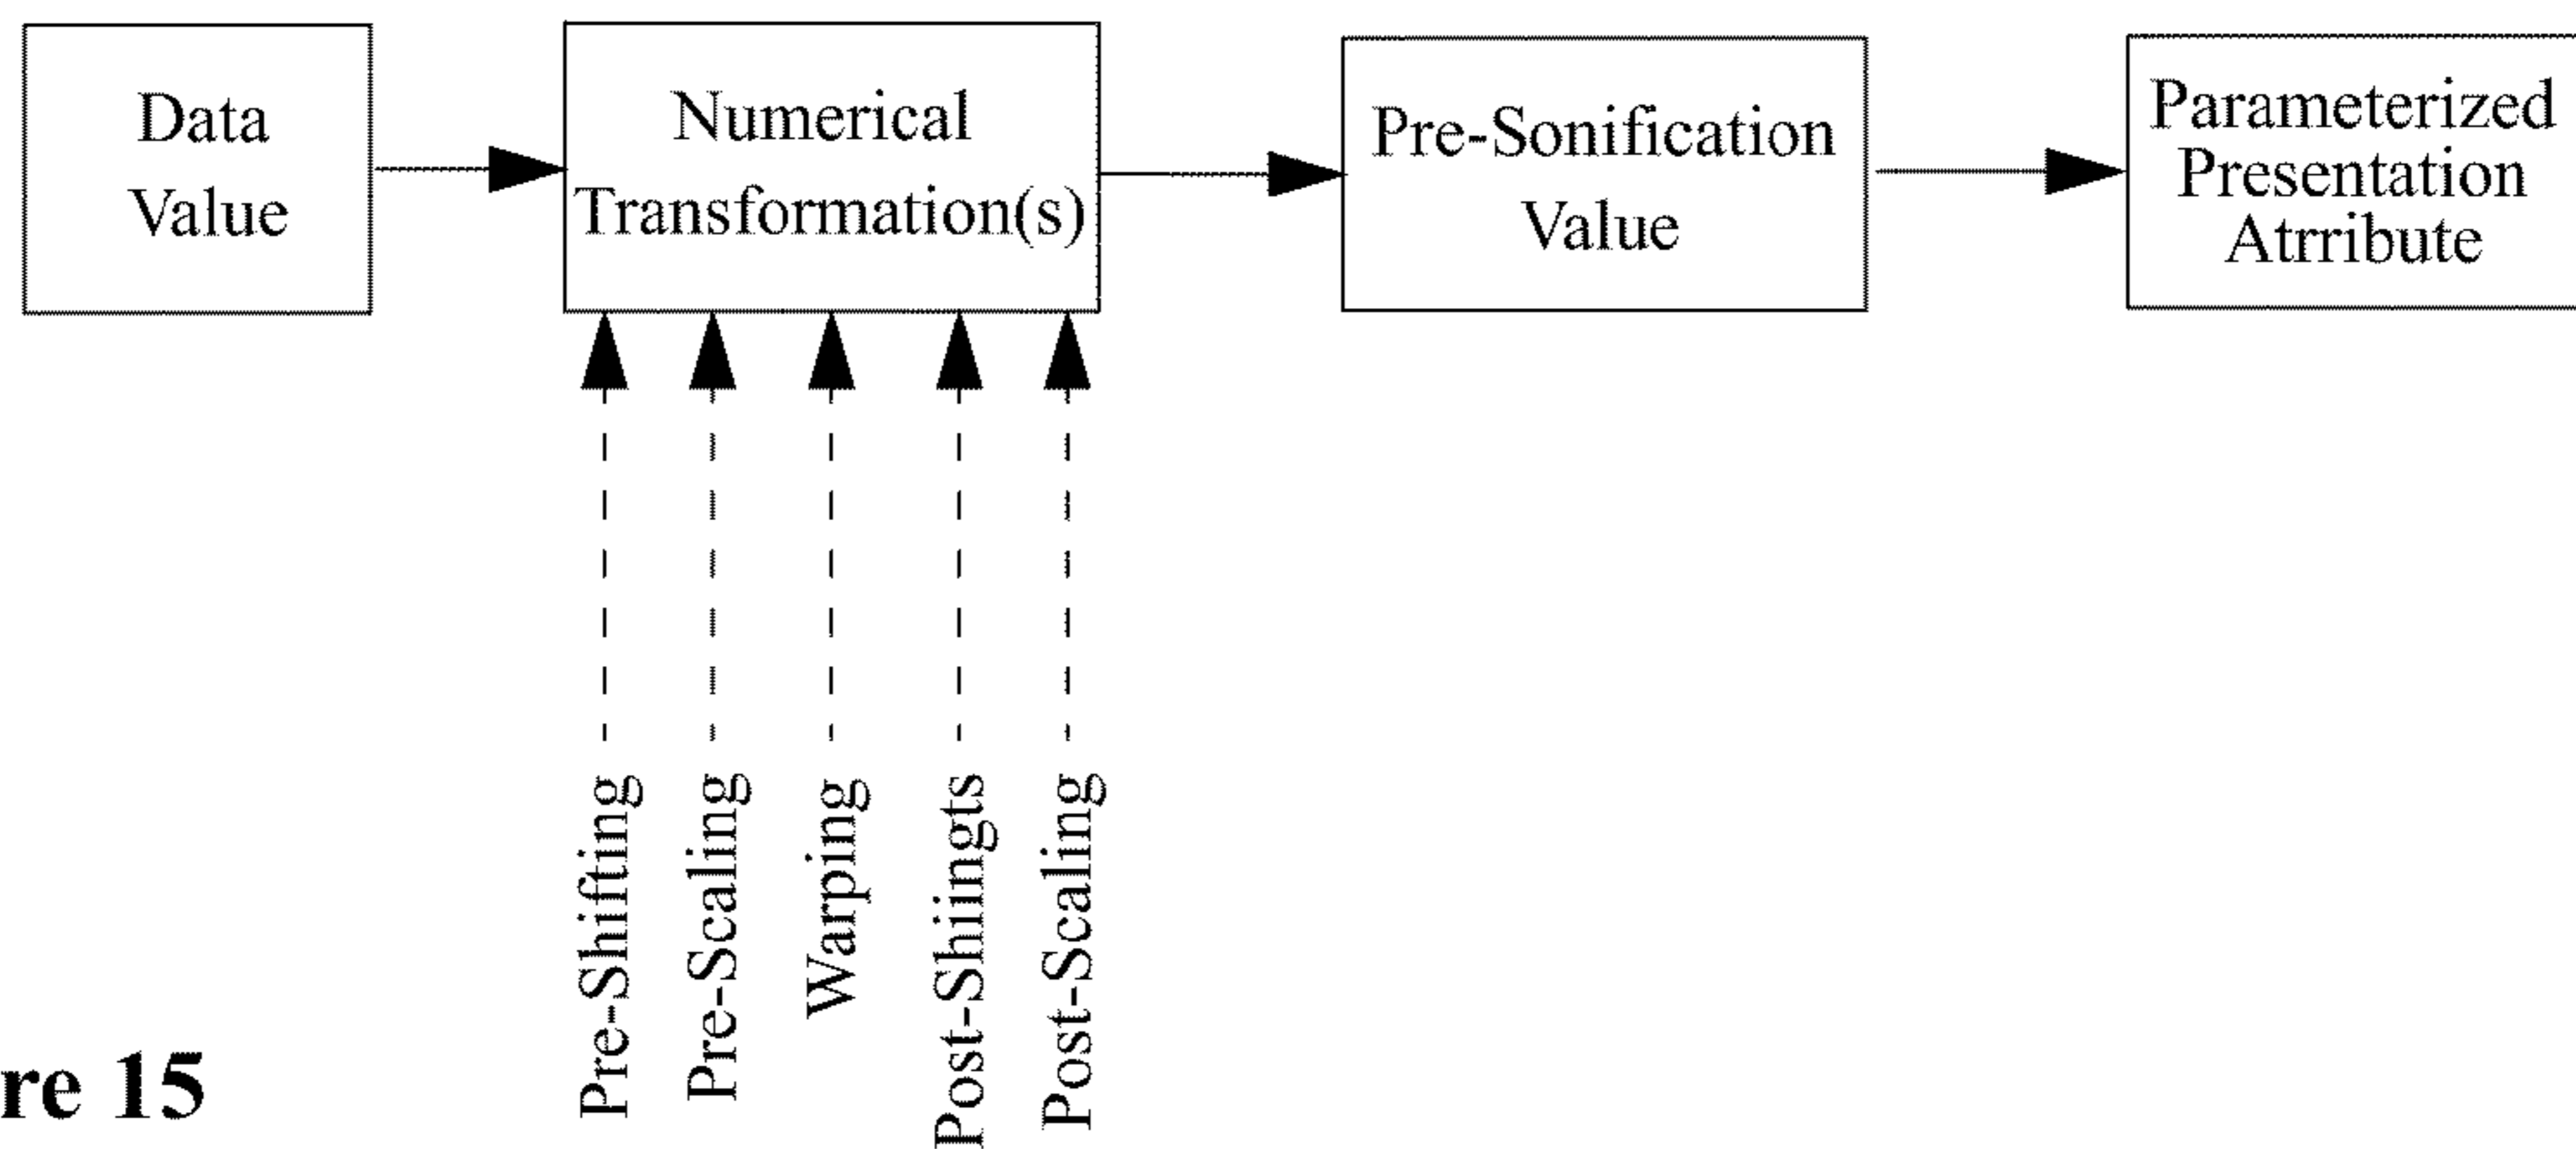 Data
Value
Numerical
Transformation(s)
Pre-Sonification
Value
Parameterized
Presentation
Atrribute
Pre-Shifting
Pre-Scaling
Warping
Post-Shiingts
Post-Scaling
re 15